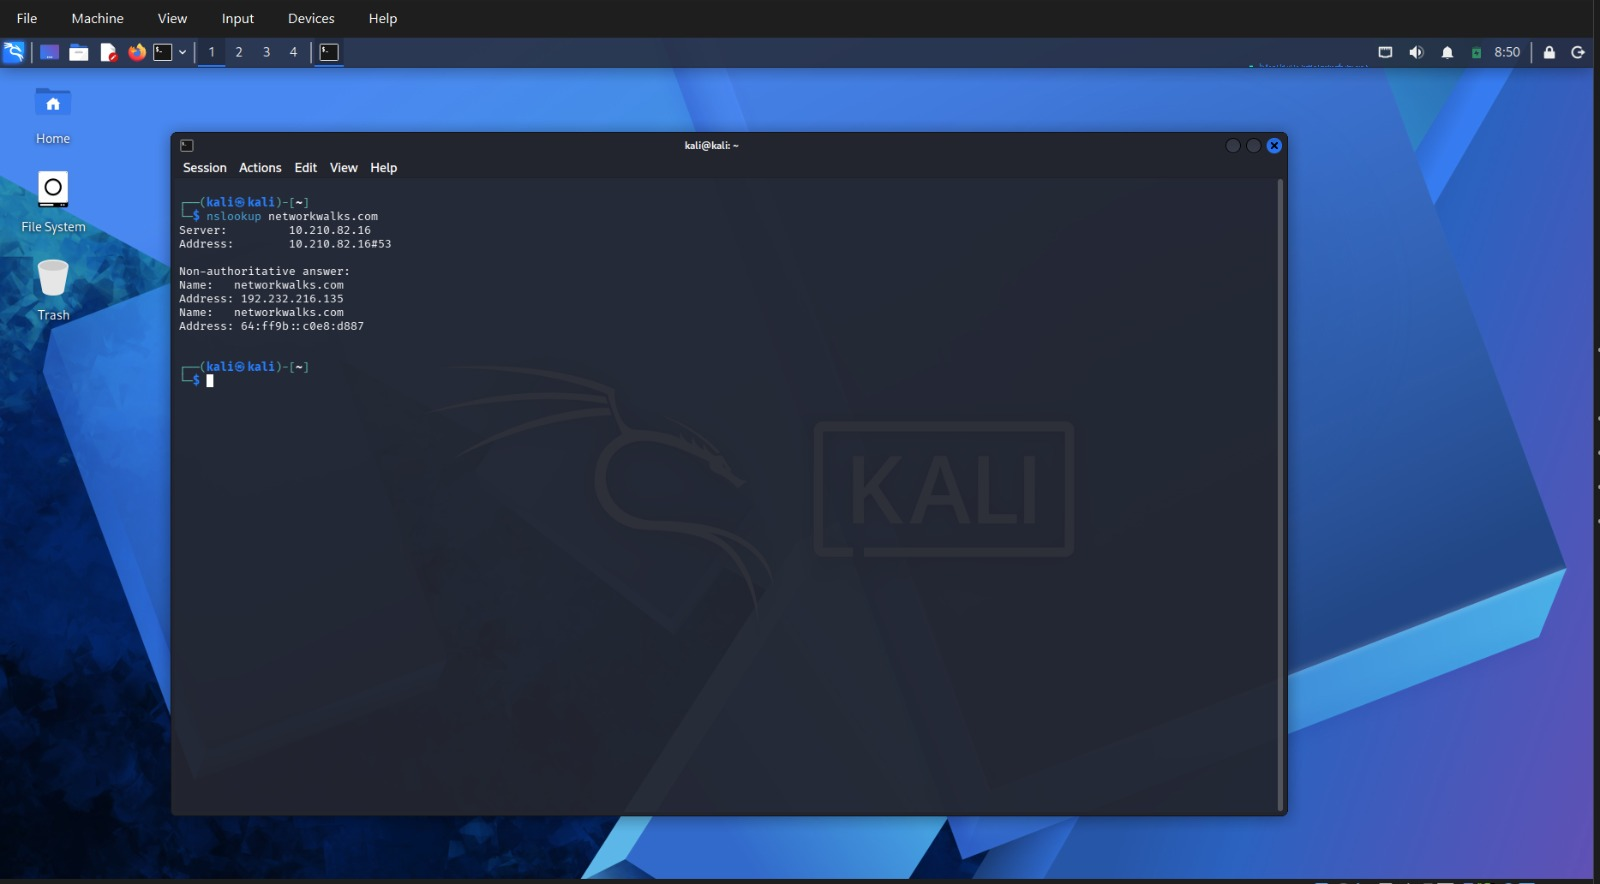 File Machine View Input Devices Help
1 2 3 4 8:50
Home
File System
Trash
kali@kali: ~
Session Actions Edit View Help
┌──(kali㉿kali)-[~]
└─$ nslookup networkwalks.com
Server: 10.210.82.16
Address: 10.210.82.16#53
Non-authoritative answer:
Name: networkwalks.com
Address: 192.232.216.135
Name: networkwalks.com
Address: 64:ff9b::c0e8:d887
┌──(kali㉿kali)-[~]
└─$
KALI